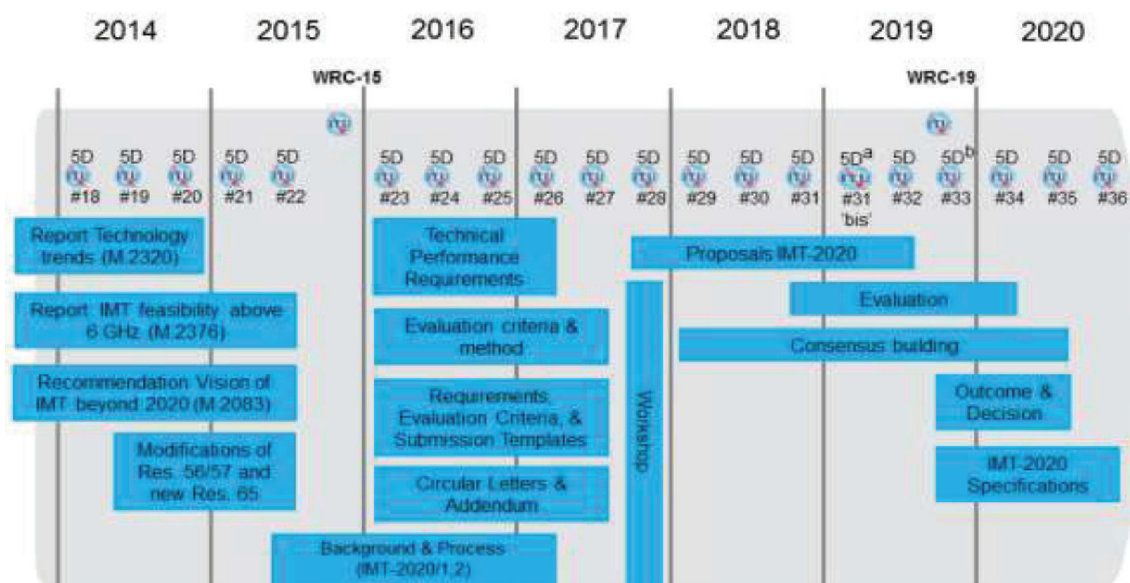 2014 2015 2016 2017 2018 2019 2020
WRC-15 WRC-19
5D 5D 5D 5D 5D 5D 5D 5D 5D 5D 5D 5D 5D 5D 5Dª 5D 5Dᵇ 5D 5D 5D
#18 #19 #20 #21 #22 #23 #24 #25 #26 #27 #28 #29 #30 #31 #31 #32 #33 #34 #35 #36
'bis'
Report Technology
trends (M.2320)
Report IMT feasibility above
6 GHz (M.2376)
Recommendation Vision of
IMT beyond 2020 (M.2083)
Modifications of
Res. 56/57 and
new Res. 65
Background & Process
(IMT-2020/1,2)
Technical
Performance
Requirements
Evaluation criteria &
method
Requirements,
Evaluation Criteria, &
Submission Templates
Circular Letters &
Addendum
Workshop
Proposals IMT-2020
Evaluation
Consensus building
Outcome &
Decision
IMT-2020
Specifications